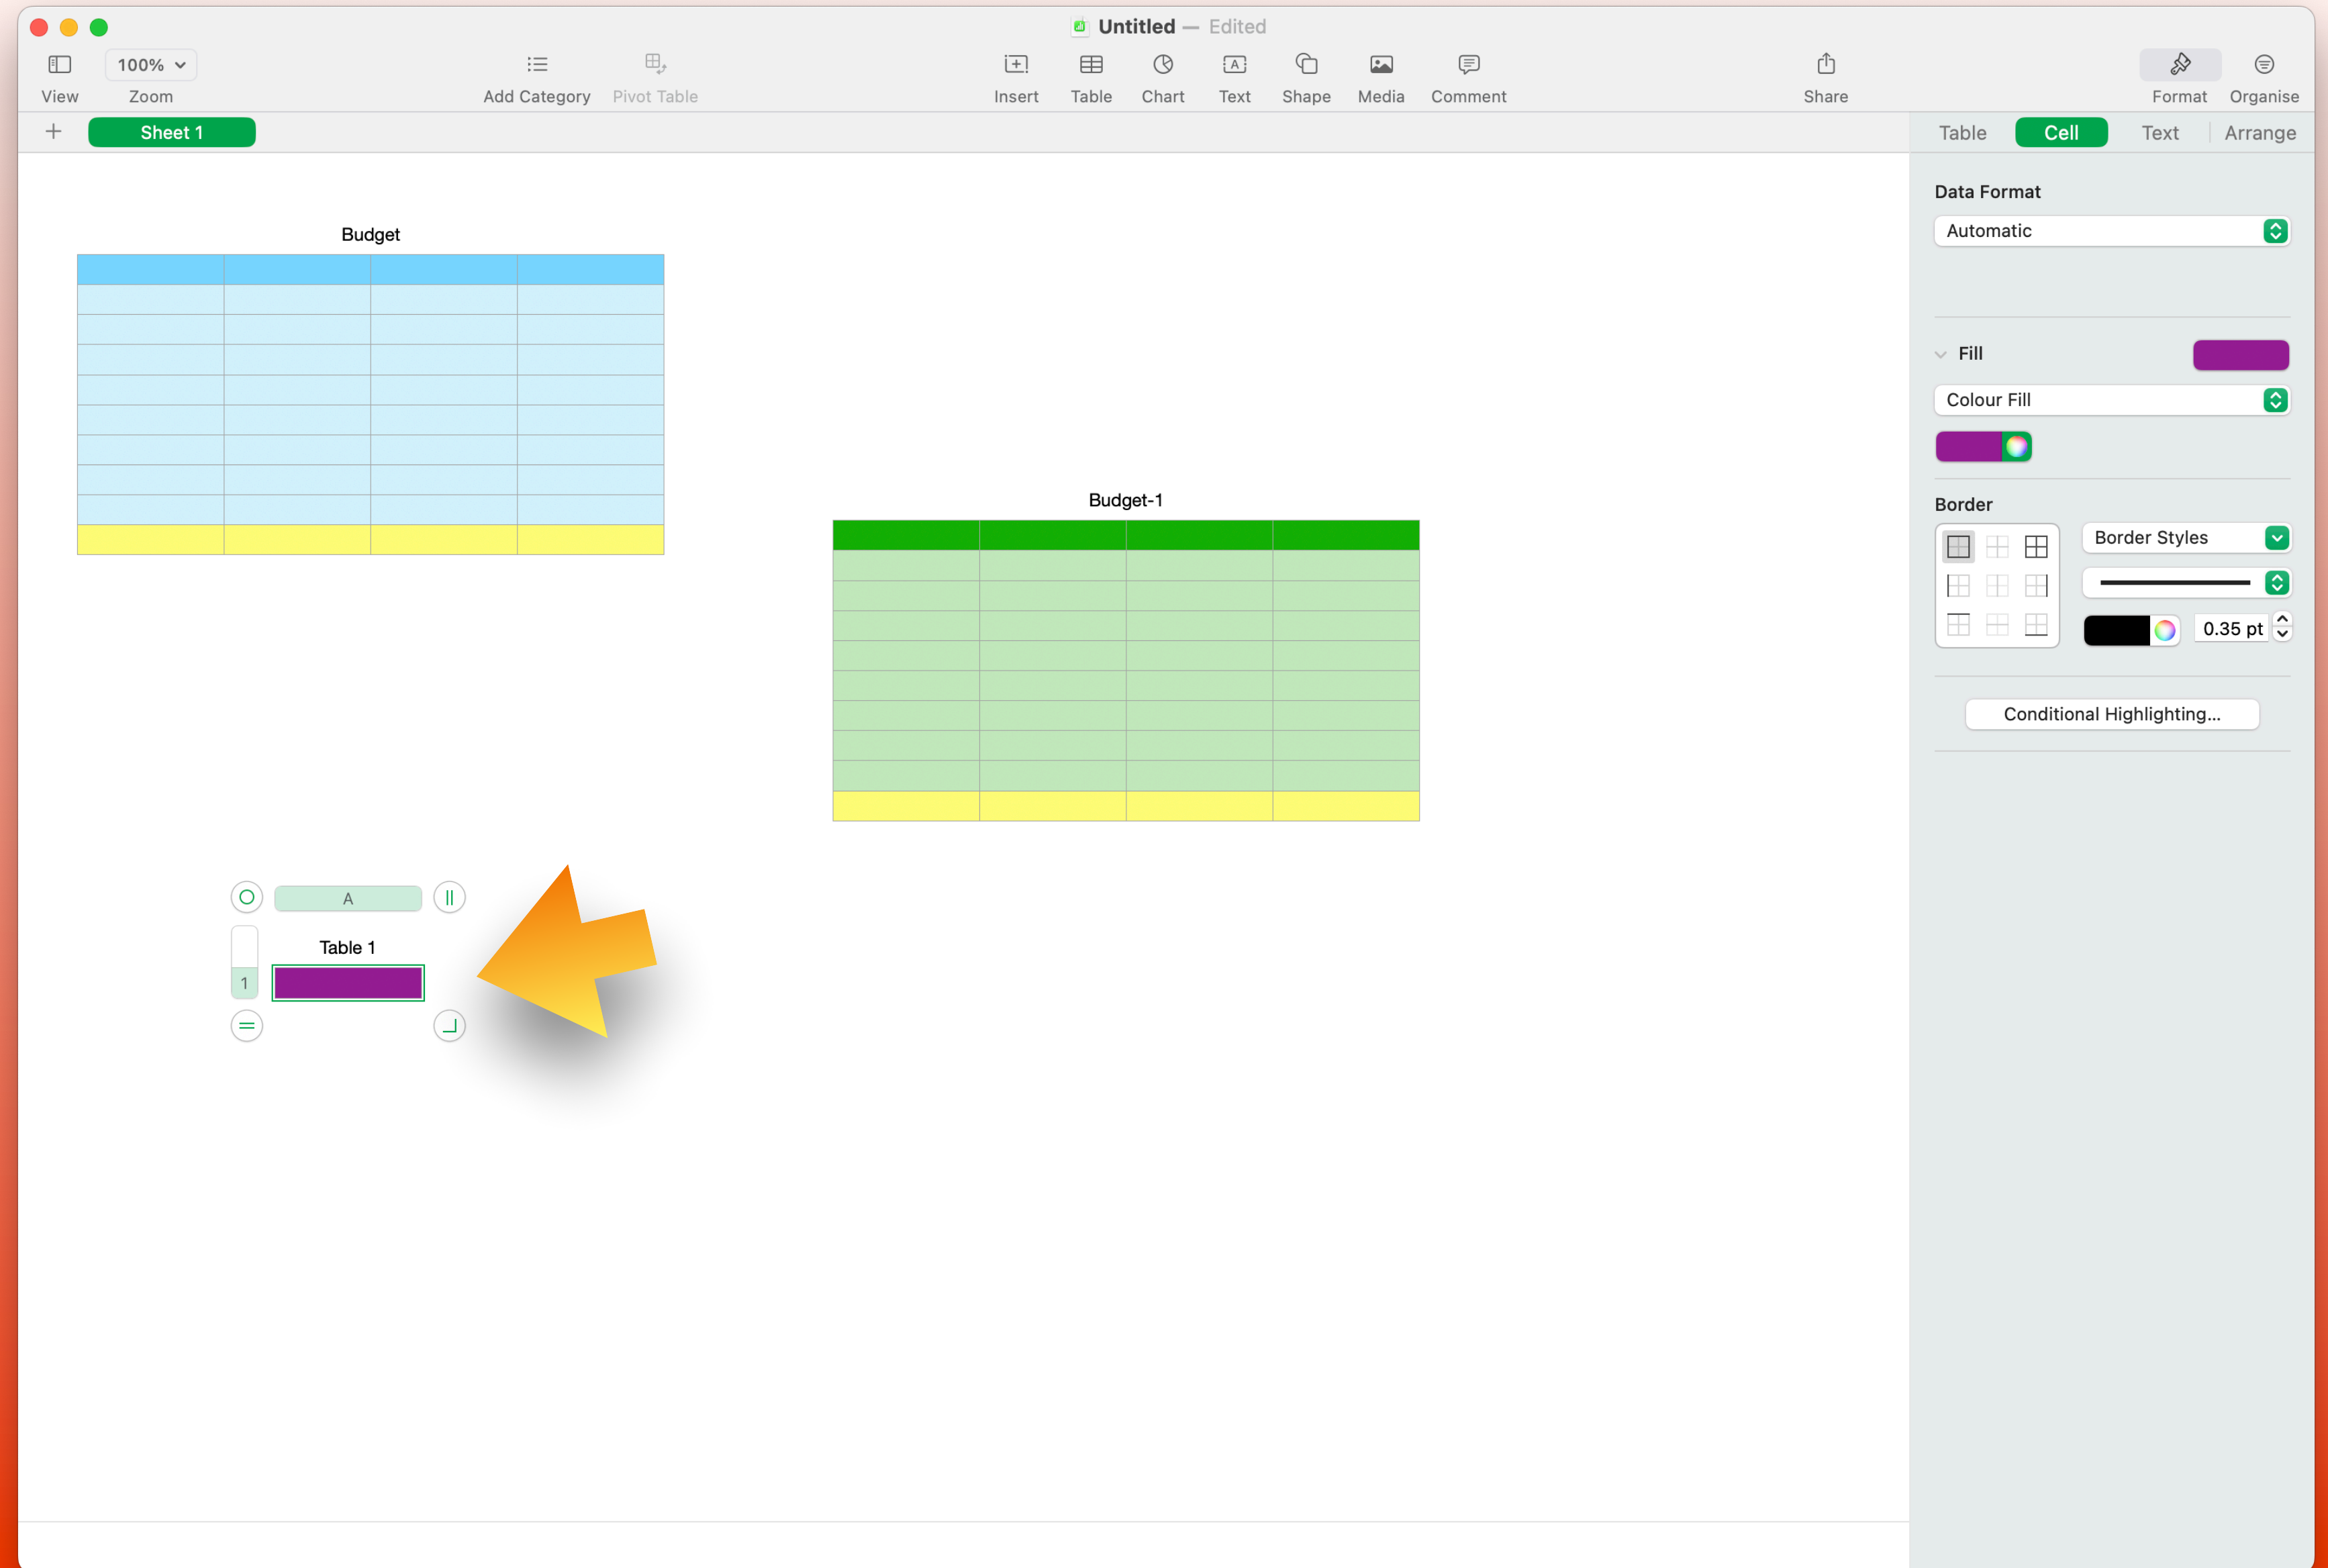 Untitled — Edited
100%
View
Zoom
Add Category
Pivot Table
Insert
Table
Chart
Text
Shape
Media
Comment
Share
Format
Organise
Sheet 1
Table
Cell
Text
Arrange
Data Format
Automatic
Fill
Colour Fill
Border
Border Styles
0.35 pt
Conditional Highlighting...
Budget
Budget-1
A
Table 1
1